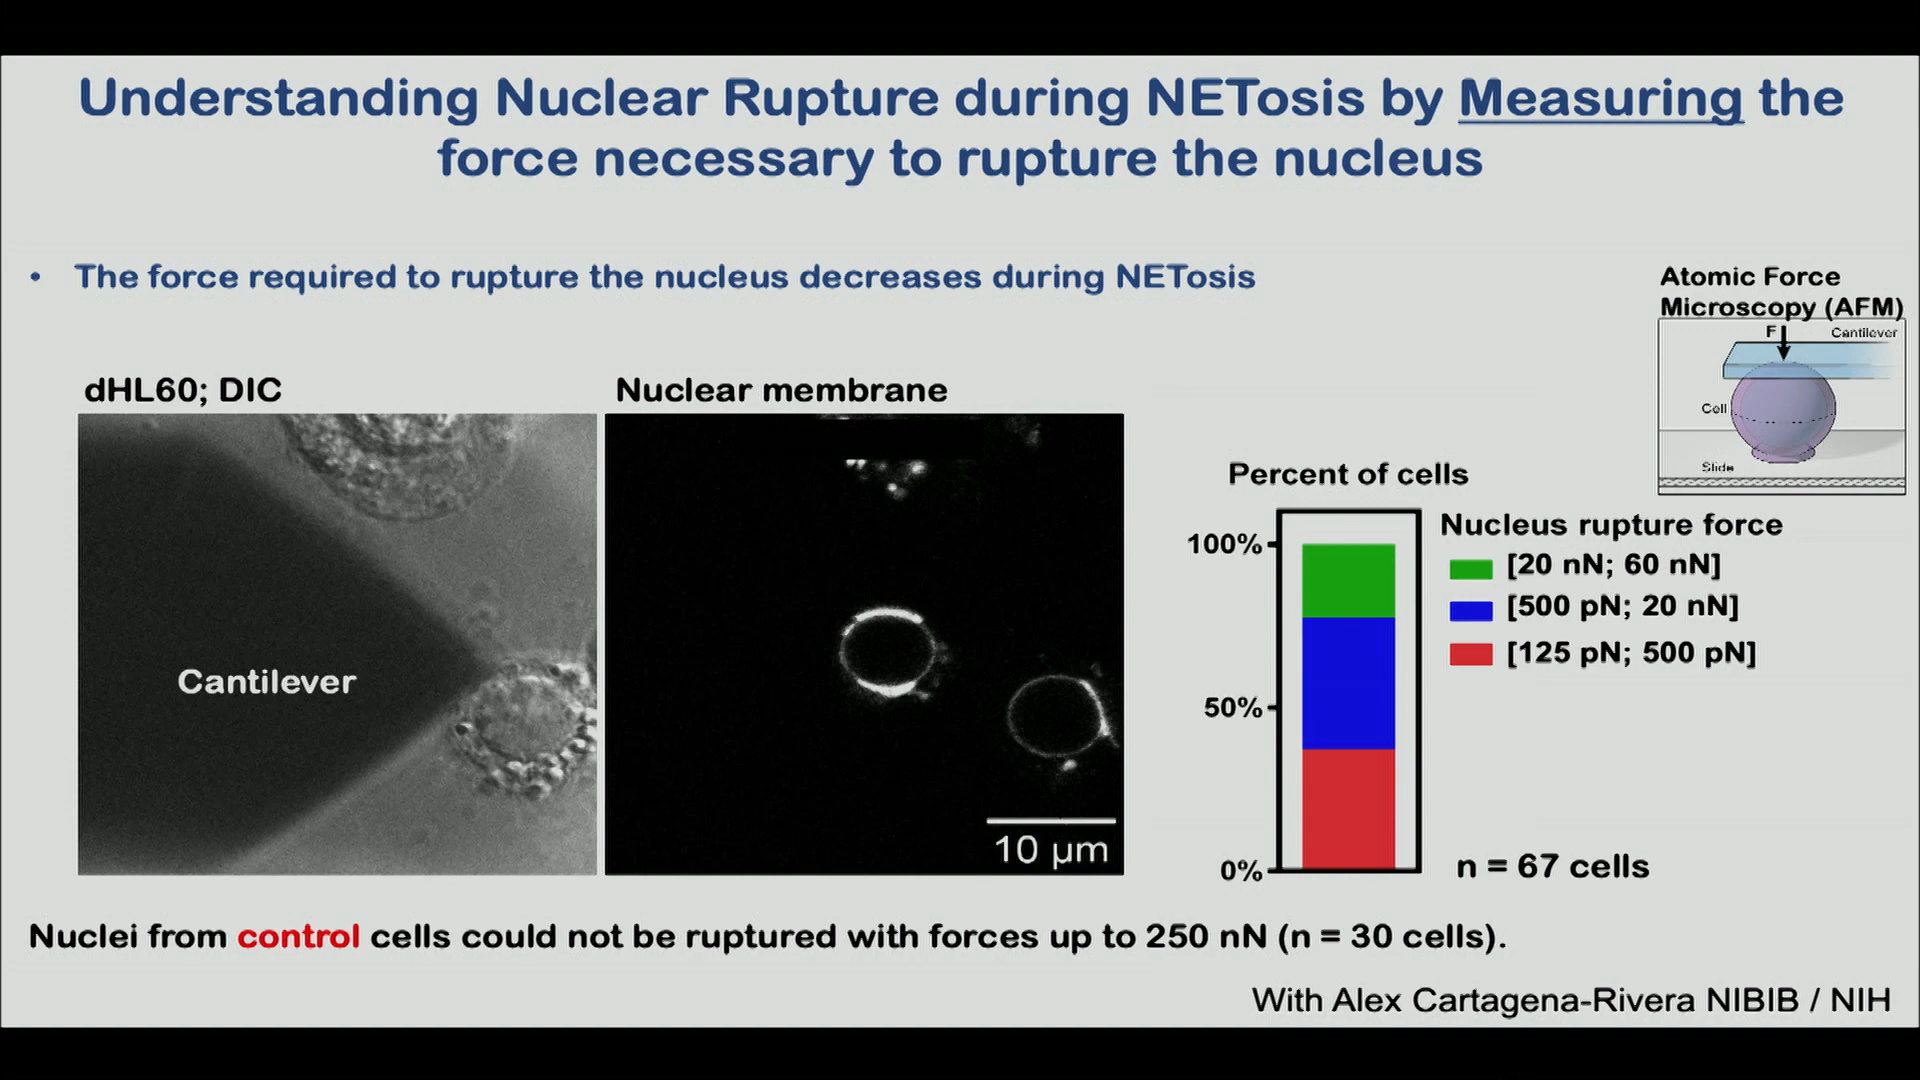 Understanding Nuclear Rupture during NETosis by Measuring the
force necessary to rupture the nucleus
• The force required to rupture the nucleus decreases during NETosis
Atomic Force
Microscopy (AFM)
F
Cantilever
Cell
Slide
dHL60; DIC
Nuclear membrane
Cantilever
10 µm
Percent of cells
100%
50%
0%
Nucleus rupture force
[20 nN; 60 nN]
[500 pN; 20 nN]
[125 pN; 500 pN]
n = 67 cells
Nuclei from control cells could not be ruptured with forces up to 250 nN (n = 30 cells).
With Alex Cartagena-Rivera NIBIB / NIH